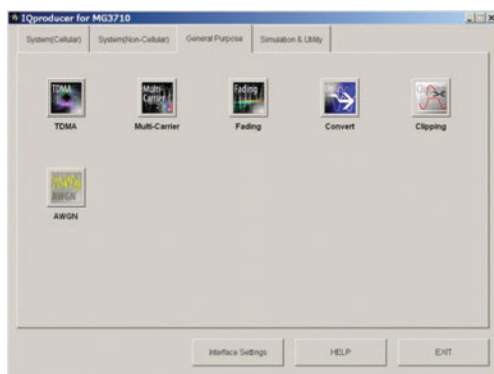 IQproducer for MG3710
System(Cellular) System(Non-Cellular) General Purpose Simulation & Utility
TDMA Multi-Carrier Fading
TDMA Multi-Carrier Fading Convert Clipping
AWGN
AWGN
Interface Settings HELP EXIT